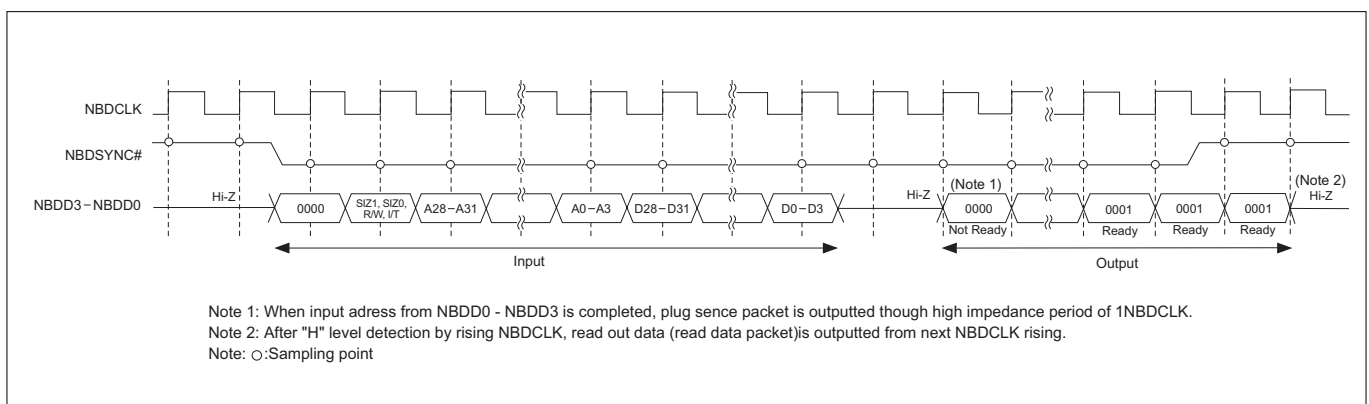 NBDCLK
NBDSYNC#
NBDD3–NBDD0
Hi-Z
0000
SIZ1, SIZ0,
R/W, I/T
A28–A31
A0–A3
D28–D31
D0–D3
Hi-Z
(Note 1)
0000
Not Ready
0001
Ready
0001
Ready
0001
Ready
(Note 2)
Hi-Z
Input
Output
Note 1: When input adress from NBDD0 - NBDD3 is completed, plug sence packet is outputted though high impedance period of 1NBDCLK.
Note 2: After "H" level detection by rising NBDCLK, read out data (read data packet)is outputted from next NBDCLK rising.
Note: ○:Sampling point